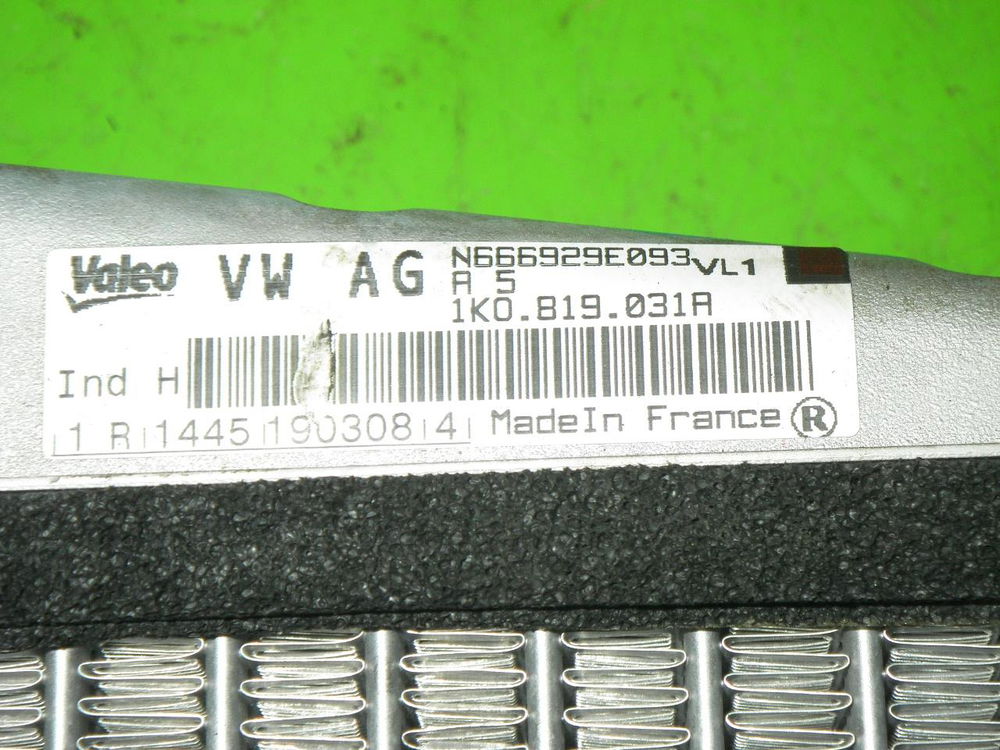 Valeo VW AG N666929E093 VL1
A 5
1K0.819.031A
Ind H
1 R 1445 190308 4 MadeIn France ®